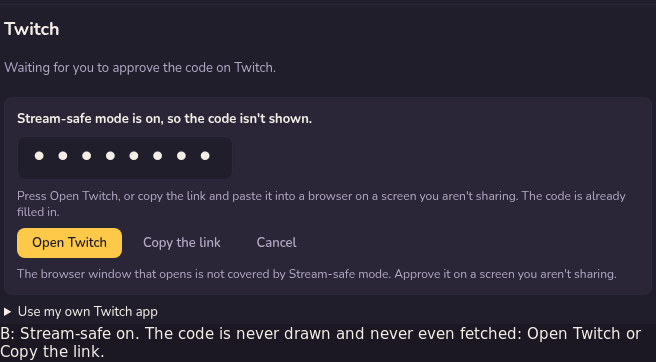 Twitch
Waiting for you to approve the code on Twitch.
Stream-safe mode is on, so the code isn't shown.
● ● ● ● ● ● ● ●
Press Open Twitch, or copy the link and paste it into a browser on a screen you aren't sharing. The code is already
filled in.
Open Twitch Copy the link Cancel
The browser window that opens is not covered by Stream-safe mode. Approve it on a screen you aren't sharing.
▶ Use my own Twitch app
B: Stream-safe on. The code is never drawn and never even fetched: Open Twitch or
Copy the link.